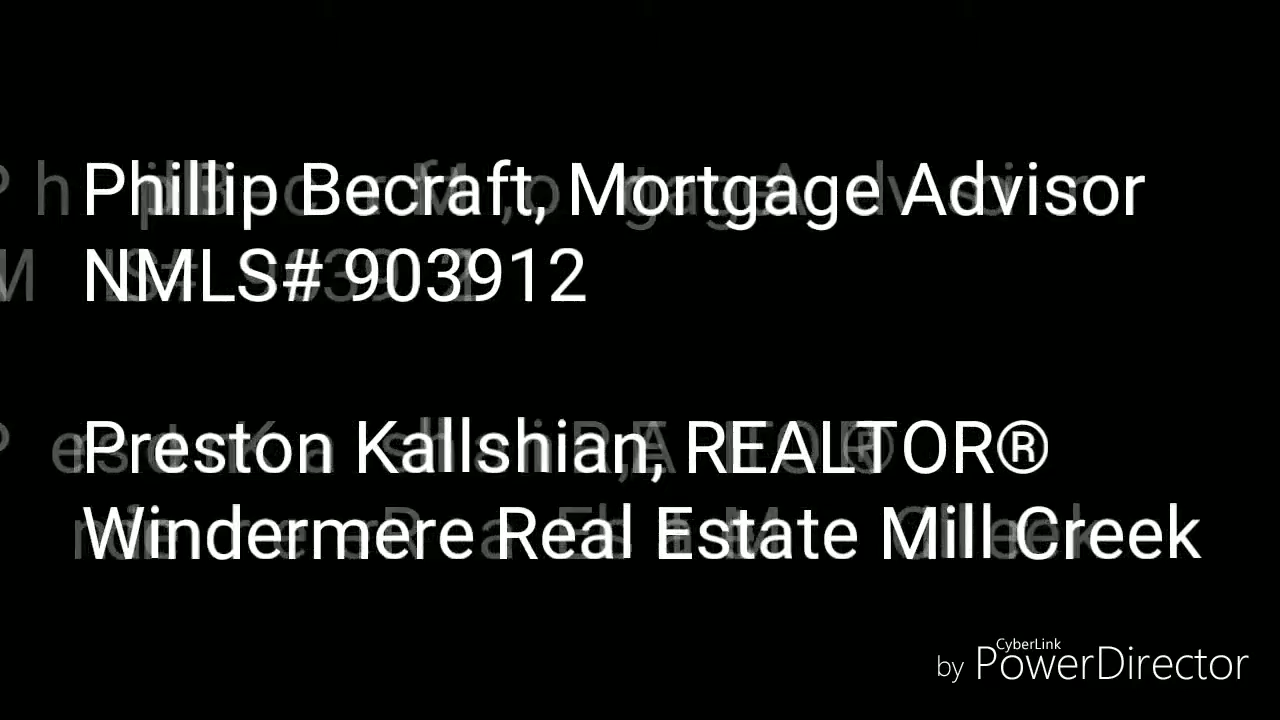 Phillip Becraft, Mortgage Advisor
NMLS# 903912
Preston Kallshian, REALTOR®
Windermere Real Estate Mill Creek
by CyberLink PowerDirector